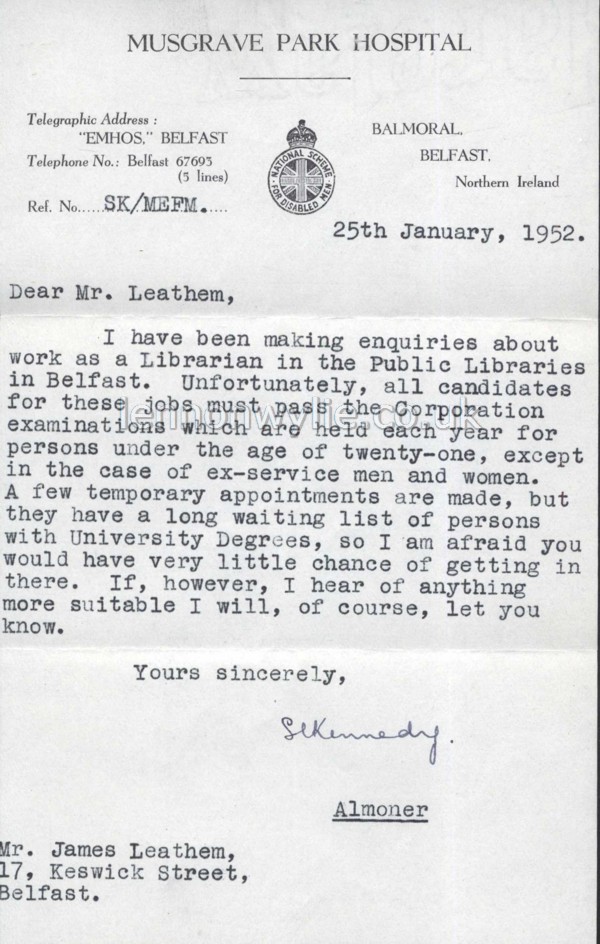 MUSGRAVE PARK HOSPITAL
Telegraphic Address :
"EMHOS," BELFAST
Telephone No.: Belfast 67693
(5 lines)
Ref. No.....SK/MEFM.....
NATIONAL SCHEME
FOR DISABLED MEN
BALMORAL,
BELFAST,
Northern Ireland
25th January, 1952.
Dear Mr. Leathem,
I have been making enquiries about
work as a Librarian in the Public Libraries
in Belfast. Unfortunately, all candidates
for these jobs must pass the Corporation
examinations which are held each year for
persons under the age of twenty-one, except
in the case of ex-service men and women.
A few temporary appointments are made, but
they have a long waiting list of persons
with University Degrees, so I am afraid you
would have very little chance of getting in
there. If, however, I hear of anything
more suitable I will, of course, let you
know.
Yours sincerely,
SKennedy.
Almoner
Mr. James Leathem,
17, Keswick Street,
Belfast.
lennonwylie.co.uk